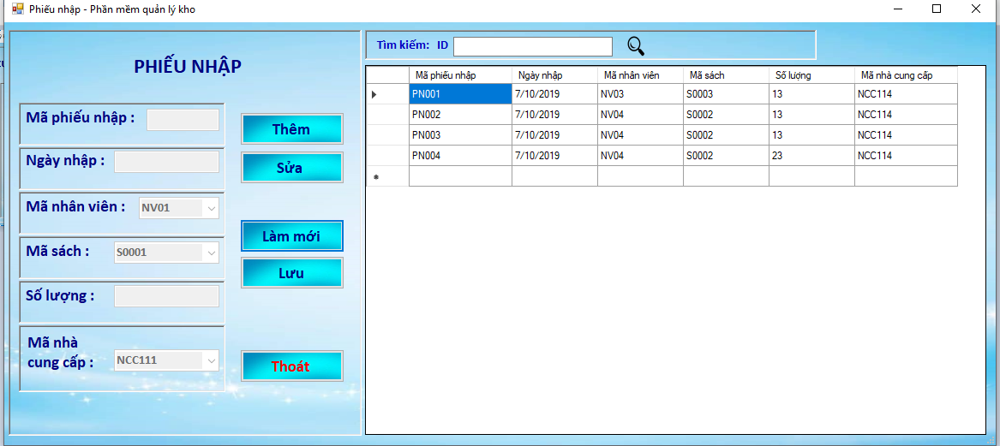 Phiếu nhập - Phần mềm quản lý kho
PHIẾU NHẬP
Mã phiếu nhập :
Ngày nhập :
Mã nhân viên : NV01
Mã sách : S0001
Số lượng :
Mã nhà
cung cấp : NCC111
Thêm
Sửa
Làm mới
Lưu
Thoát
Tìm kiếm: ID
Mã phiếu nhập Ngày nhập Mã nhân viên Mã sách Số lượng Mã nhà cung cấp
PN001 7/10/2019 NV03 S0003 13 NCC114
PN002 7/10/2019 NV04 S0002 13 NCC114
PN003 7/10/2019 NV04 S0002 13 NCC114
PN004 7/10/2019 NV04 S0002 23 NCC114